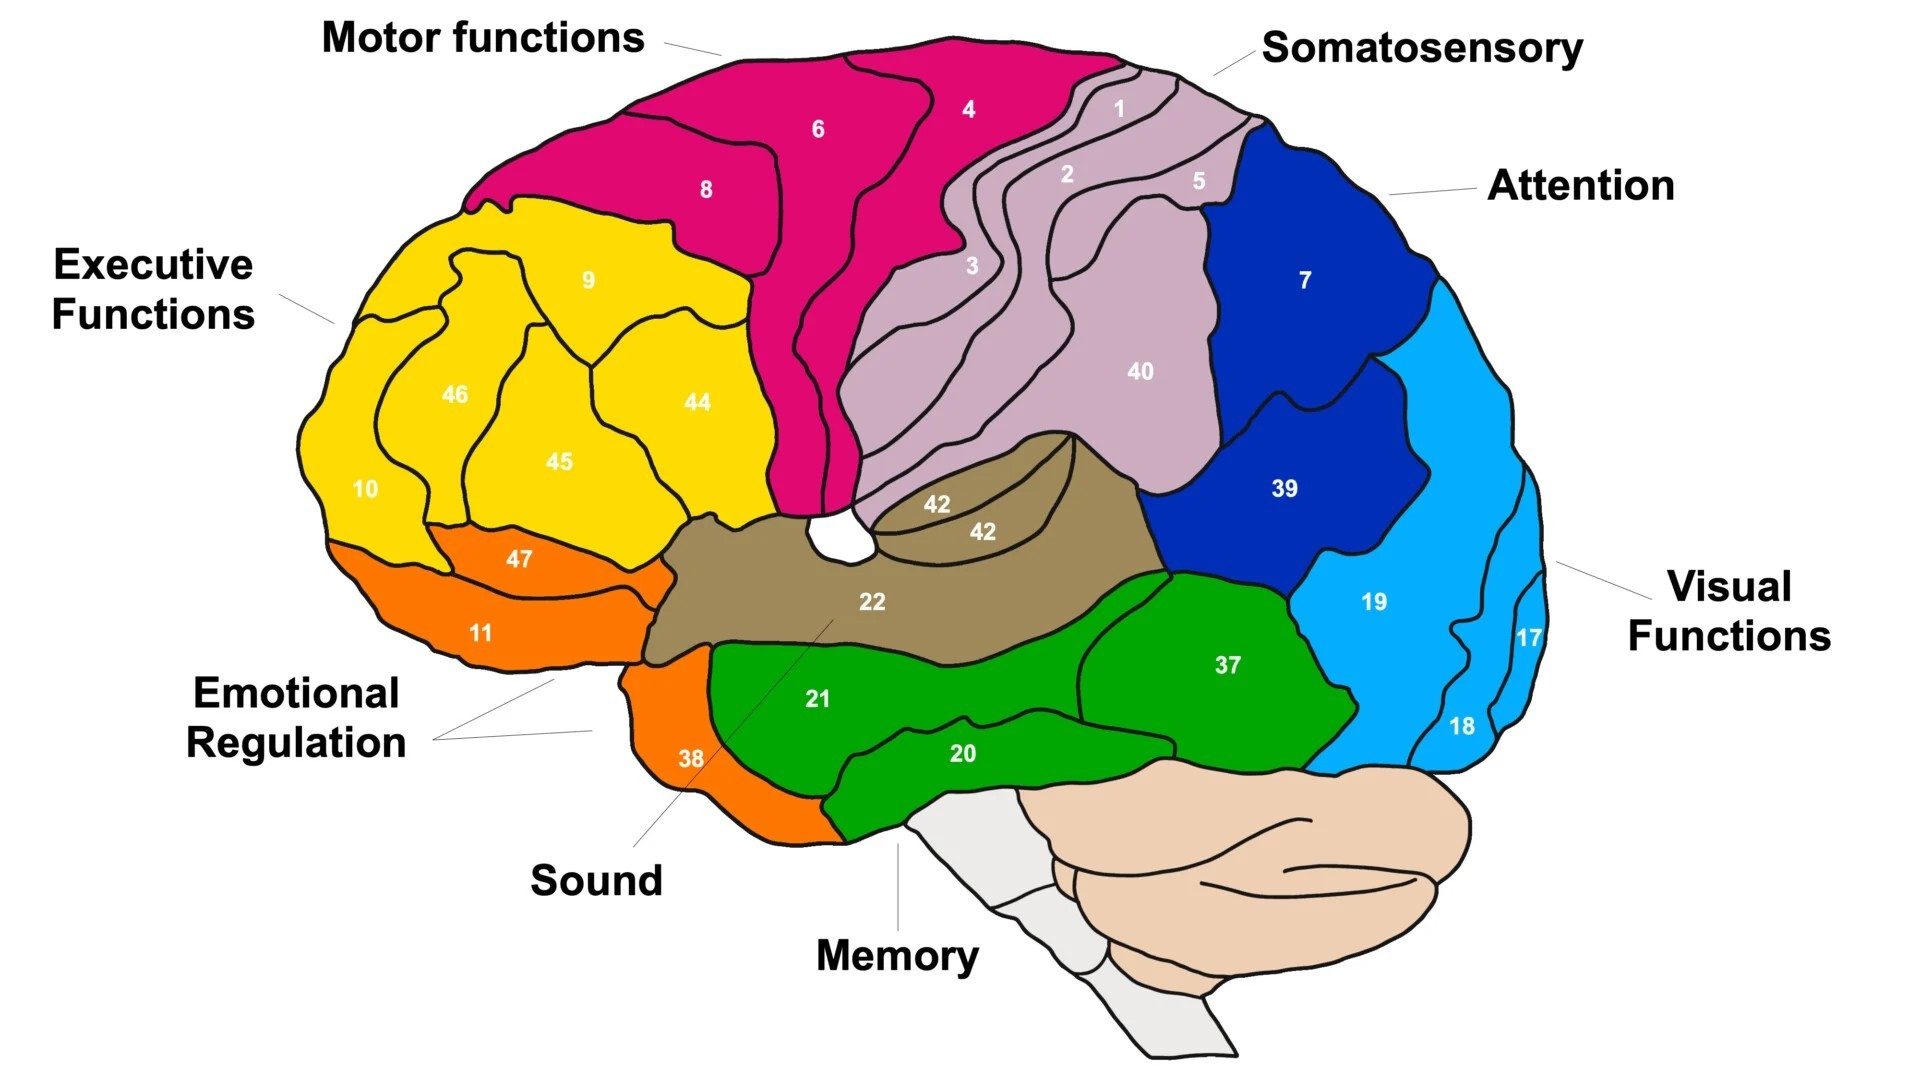 Motor functions
Somatosensory
Attention
Executive
Functions
Visual
Functions
Emotional
Regulation
Sound
Memory
6
4
1
8
2
5
3
9
7
46
44
40
45
10
42
42
39
47
22
11
19
17
21
37
38
20
18